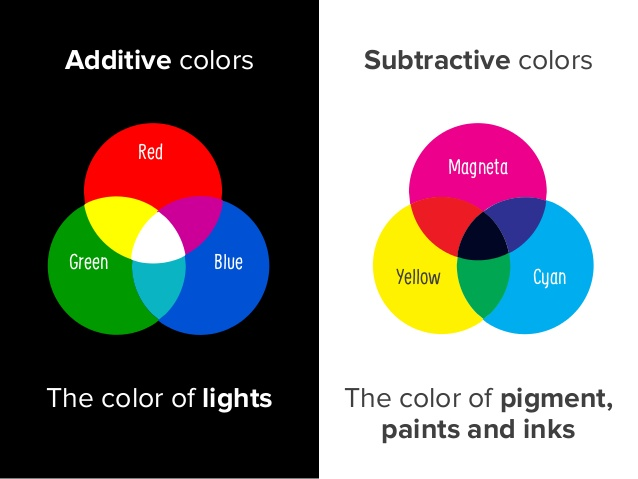 Additive colors
Red
Green
Blue
The color of lights
Subtractive colors
Magneta
Yellow
Cyan
The color of pigment,
paints and inks